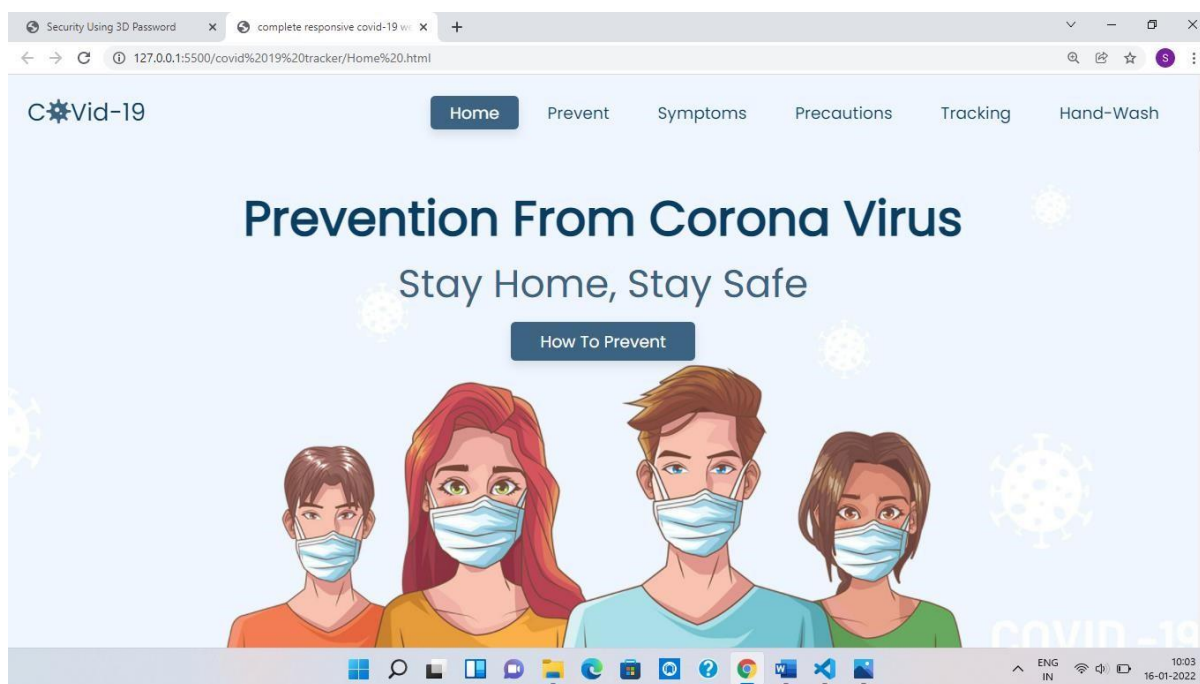 Security Using 3D Password
complete responsive covid-19 w
127.0.0.1:5500/covid%2019%20tracker/Home%20.html
S
C Vid-19
Home Prevent Symptoms Precautions Tracking Hand-Wash
Prevention From Corona Virus
Stay Home, Stay Safe
How To Prevent
COVID -19
ENG
IN
10:03
16-01-2022